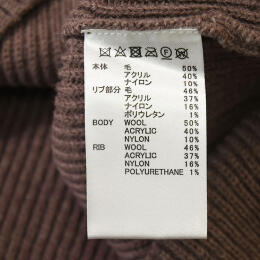 本体 毛 50%
アクリル 40%
ナイロン 10%
リブ部分 毛 46%
アクリル 37%
ナイロン 16%
ポリウレタン 1%
BODY WOOL 50%
ACRYLIC 40%
NYLON 10%
RIB WOOL 46%
ACRYLIC 37%
NYLON 16%
POLYURETHANE 1%